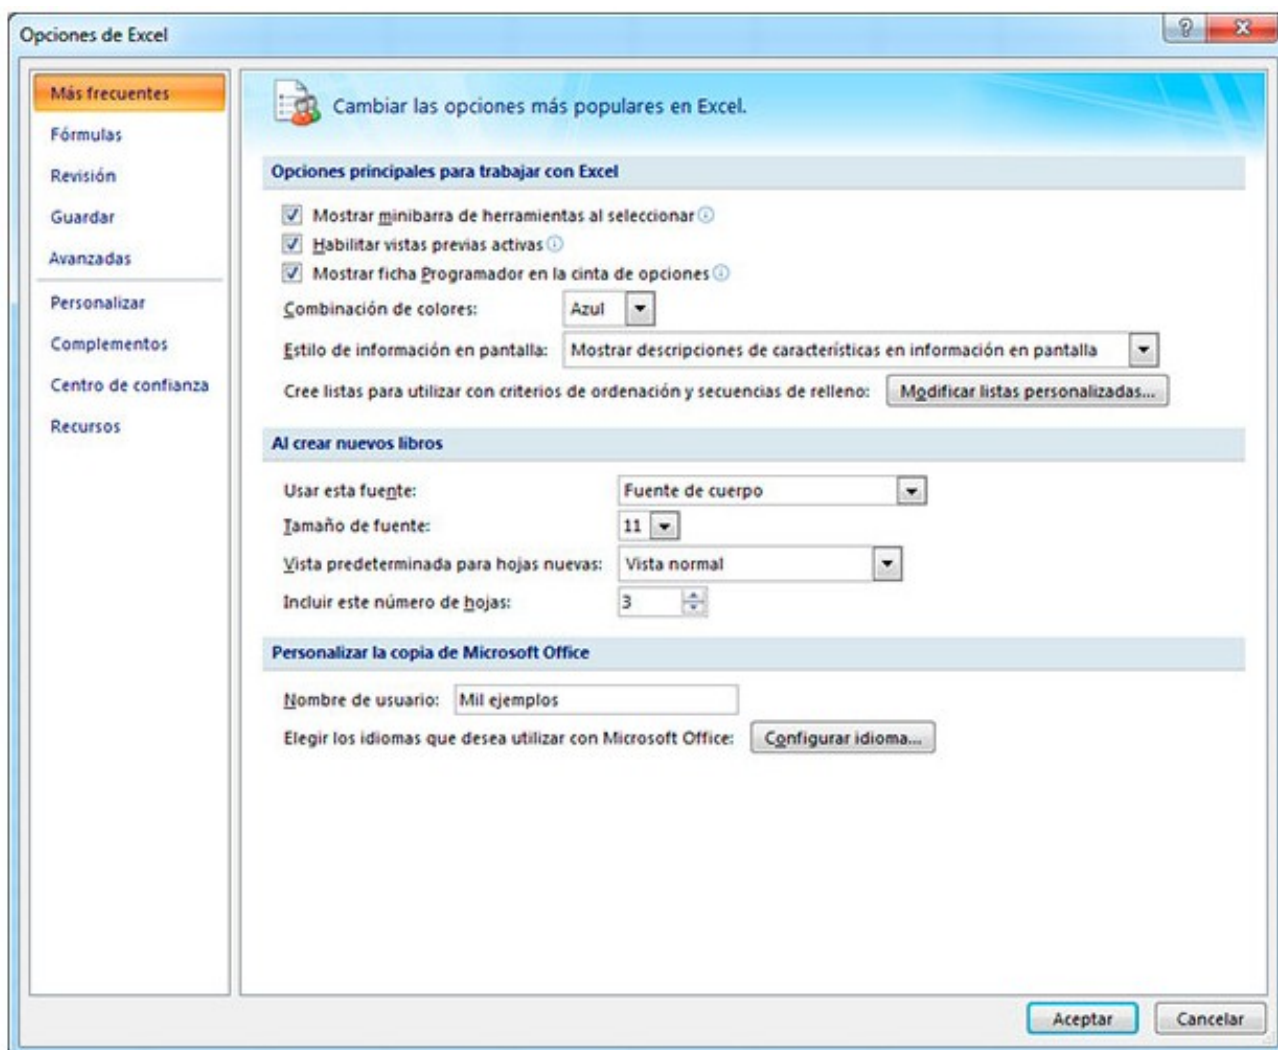 Opciones de Excel
Más frecuentes
Fórmulas
Revisión
Guardar
Avanzadas
Personalizar
Complementos
Centro de confianza
Recursos
Cambiar las opciones más populares en Excel.
Opciones principales para trabajar con Excel
Mostrar minibarra de herramientas al seleccionar
Habilitar vistas previas activas
Mostrar ficha Programador en la cinta de opciones
Combinación de colores: Azul
Estilo de información en pantalla: Mostrar descripciones de características en información en pantalla
Cree listas para utilizar con criterios de ordenación y secuencias de relleno: Modificar listas personalizadas...
Al crear nuevos libros
Usar esta fuente: Fuente de cuerpo
Tamaño de fuente: 11
Vista predeterminada para hojas nuevas: Vista normal
Incluir este número de hojas: 3
Personalizar la copia de Microsoft Office
Nombre de usuario: Mil ejemplos
Elegir los idiomas que desea utilizar con Microsoft Office: Configurar idioma...
Aceptar Cancelar